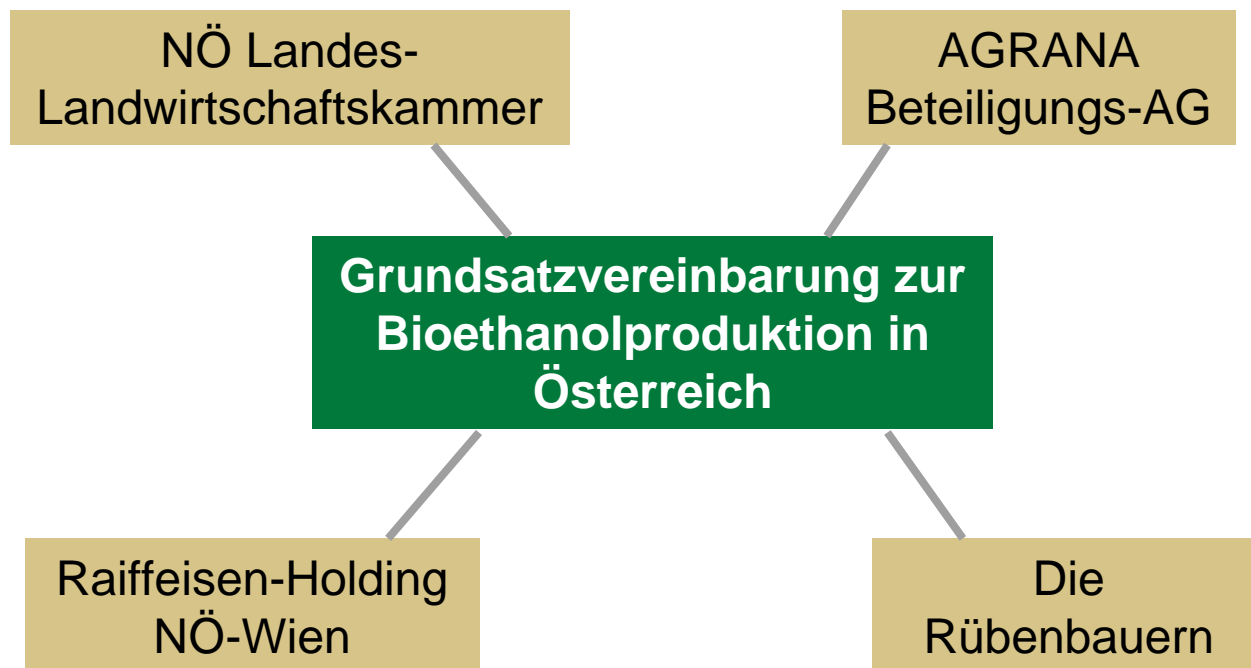 NÖ Landes-
Landwirtschaftskammer
AGRANA
Beteiligungs-AG
Grundsatzvereinbarung zur
Bioethanolproduktion in
Österreich
Raiffeisen-Holding
NÖ-Wien
Die
Rübenbauern